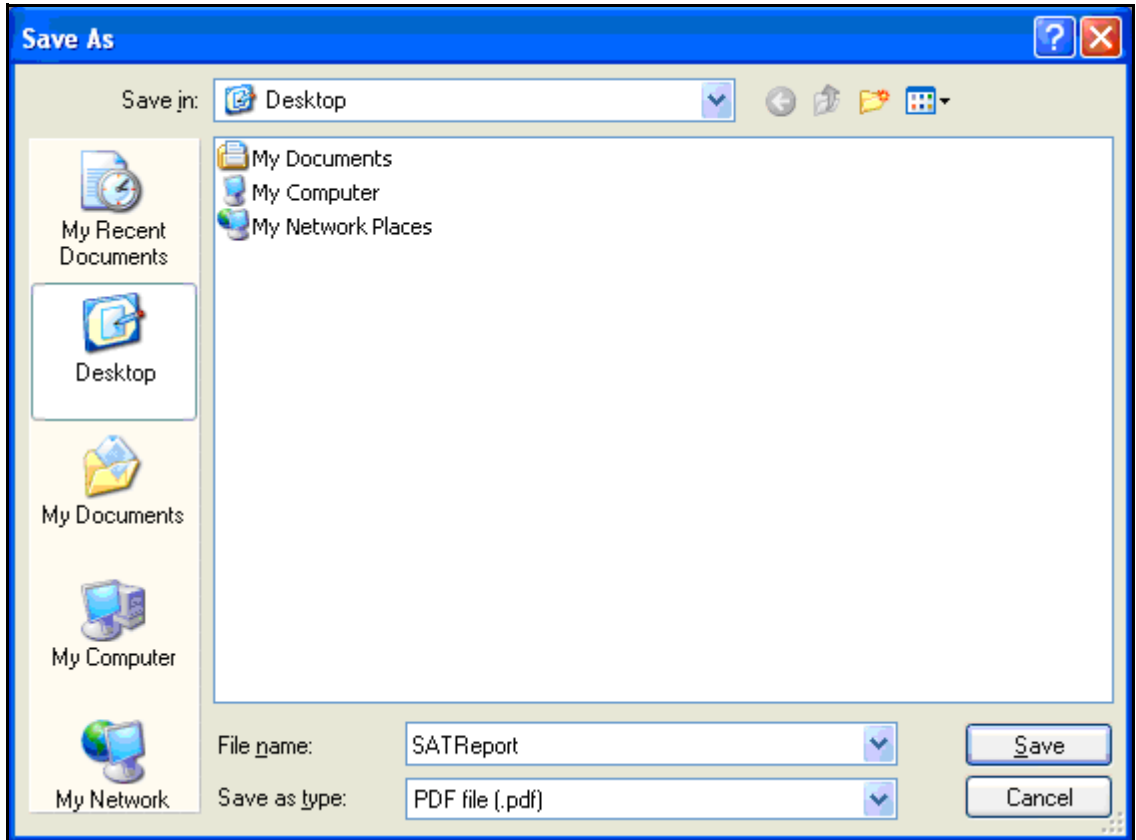 Save As
Save in:
Desktop
My Recent
Documents
Desktop
My Documents
My Computer
My Network
My Documents
My Computer
My Network Places
File name:
SATReport
Save
Save as type:
PDF file (.pdf)
Cancel